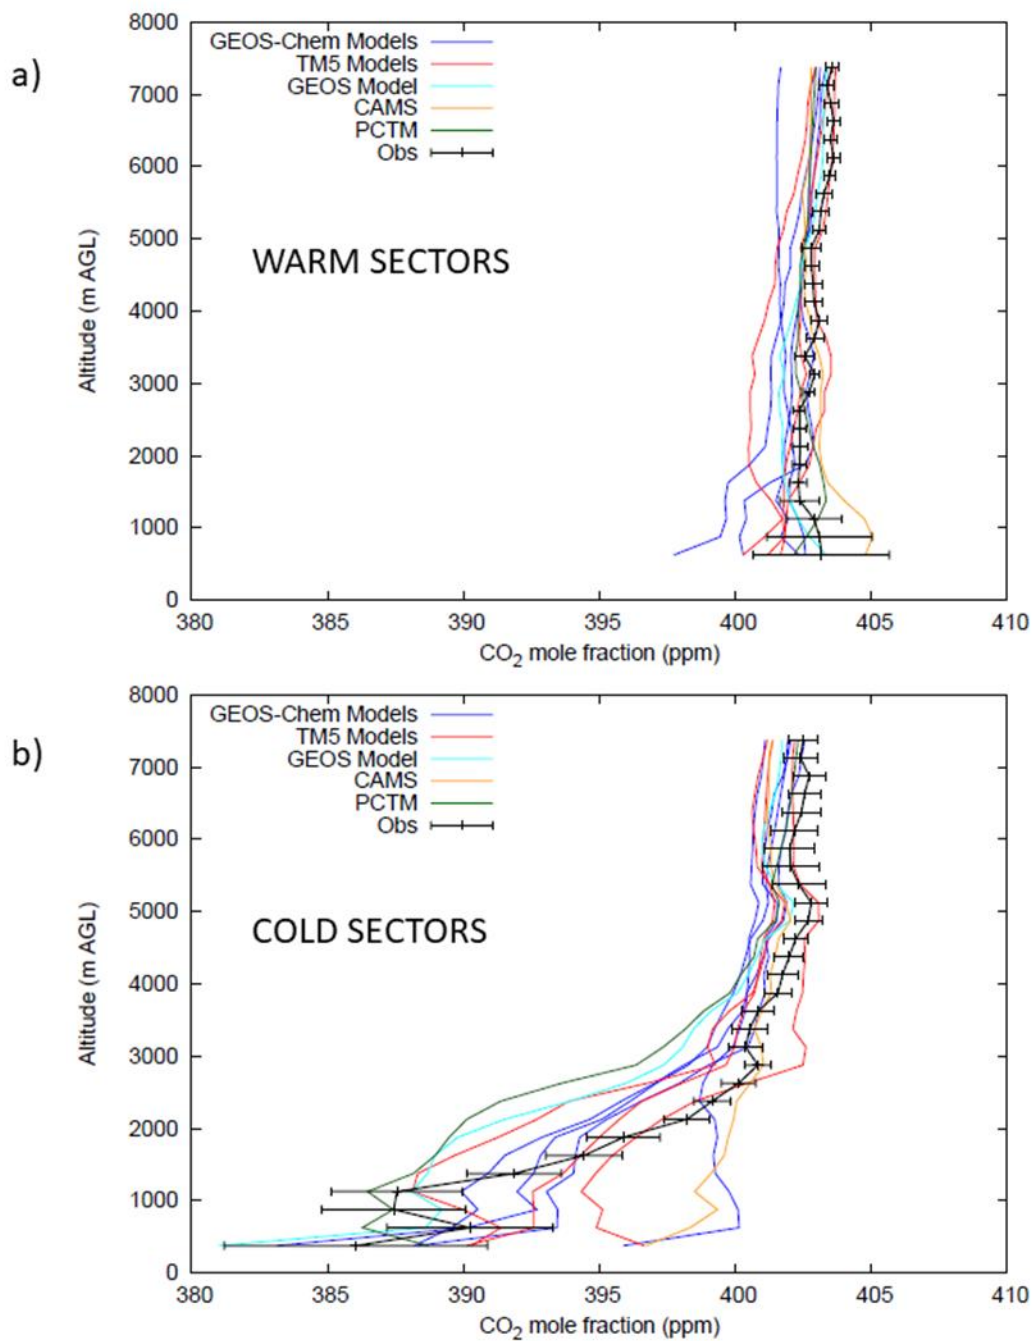 a)
8000
7000
6000
5000
4000
3000
2000
1000
0
Altitude (m AGL)
GEOS-Chem Models
TM5 Models
GEOS Model
CAMS
PCTM
Obs
WARM SECTORS
380 385 390 395 400 405 410
CO2 mole fraction (ppm)
b)
8000
7000
6000
5000
4000
3000
2000
1000
0
Altitude (m AGL)
GEOS-Chem Models
TM5 Models
GEOS Model
CAMS
PCTM
Obs
COLD SECTORS
380 385 390 395 400 405 410
CO2 mole fraction (ppm)